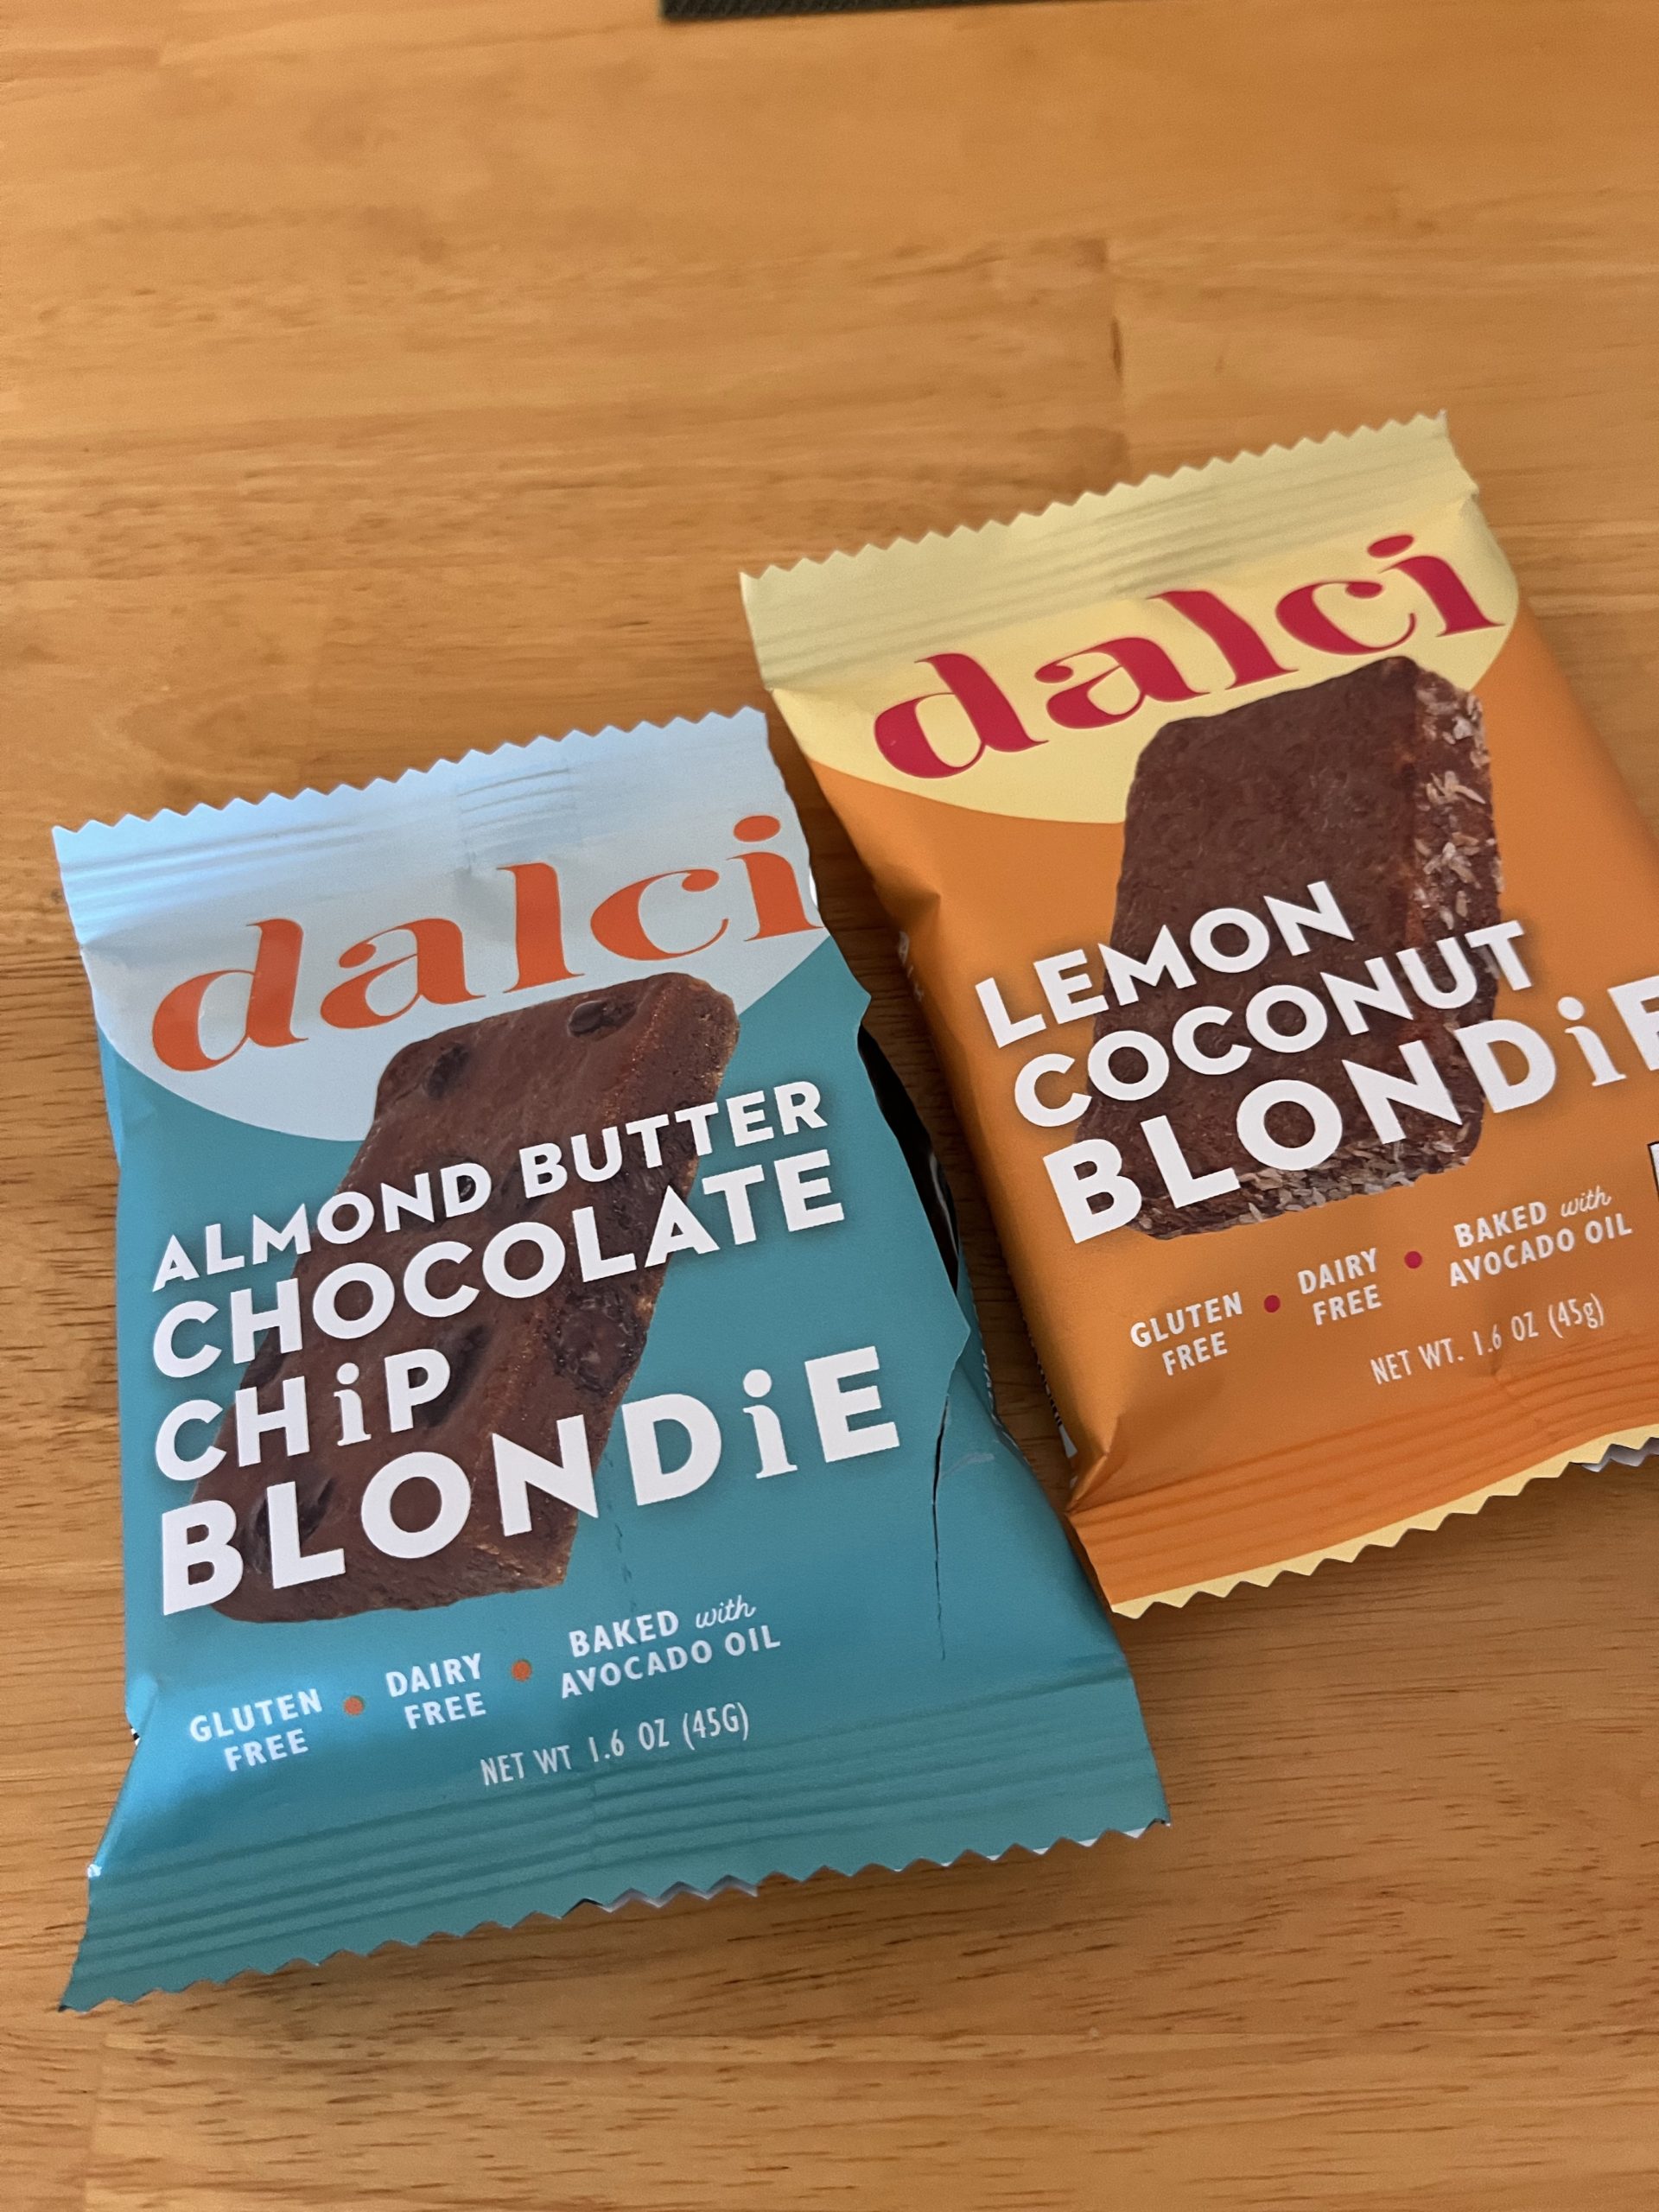 dalci
ALMOND BUTTER
CHOCOLATE
CHiP
BLONDiE
GLUTEN
FREE
DAIRY
FREE
BAKED with
AVOCADO OIL
NET WT 1.6 OZ (45G)
dalci
LEMON
COCONUT
BLONDiE
GLUTEN
FREE
DAIRY
FREE
BAKED with
AVOCADO OIL
NET WT. 1.6 OZ (45g)